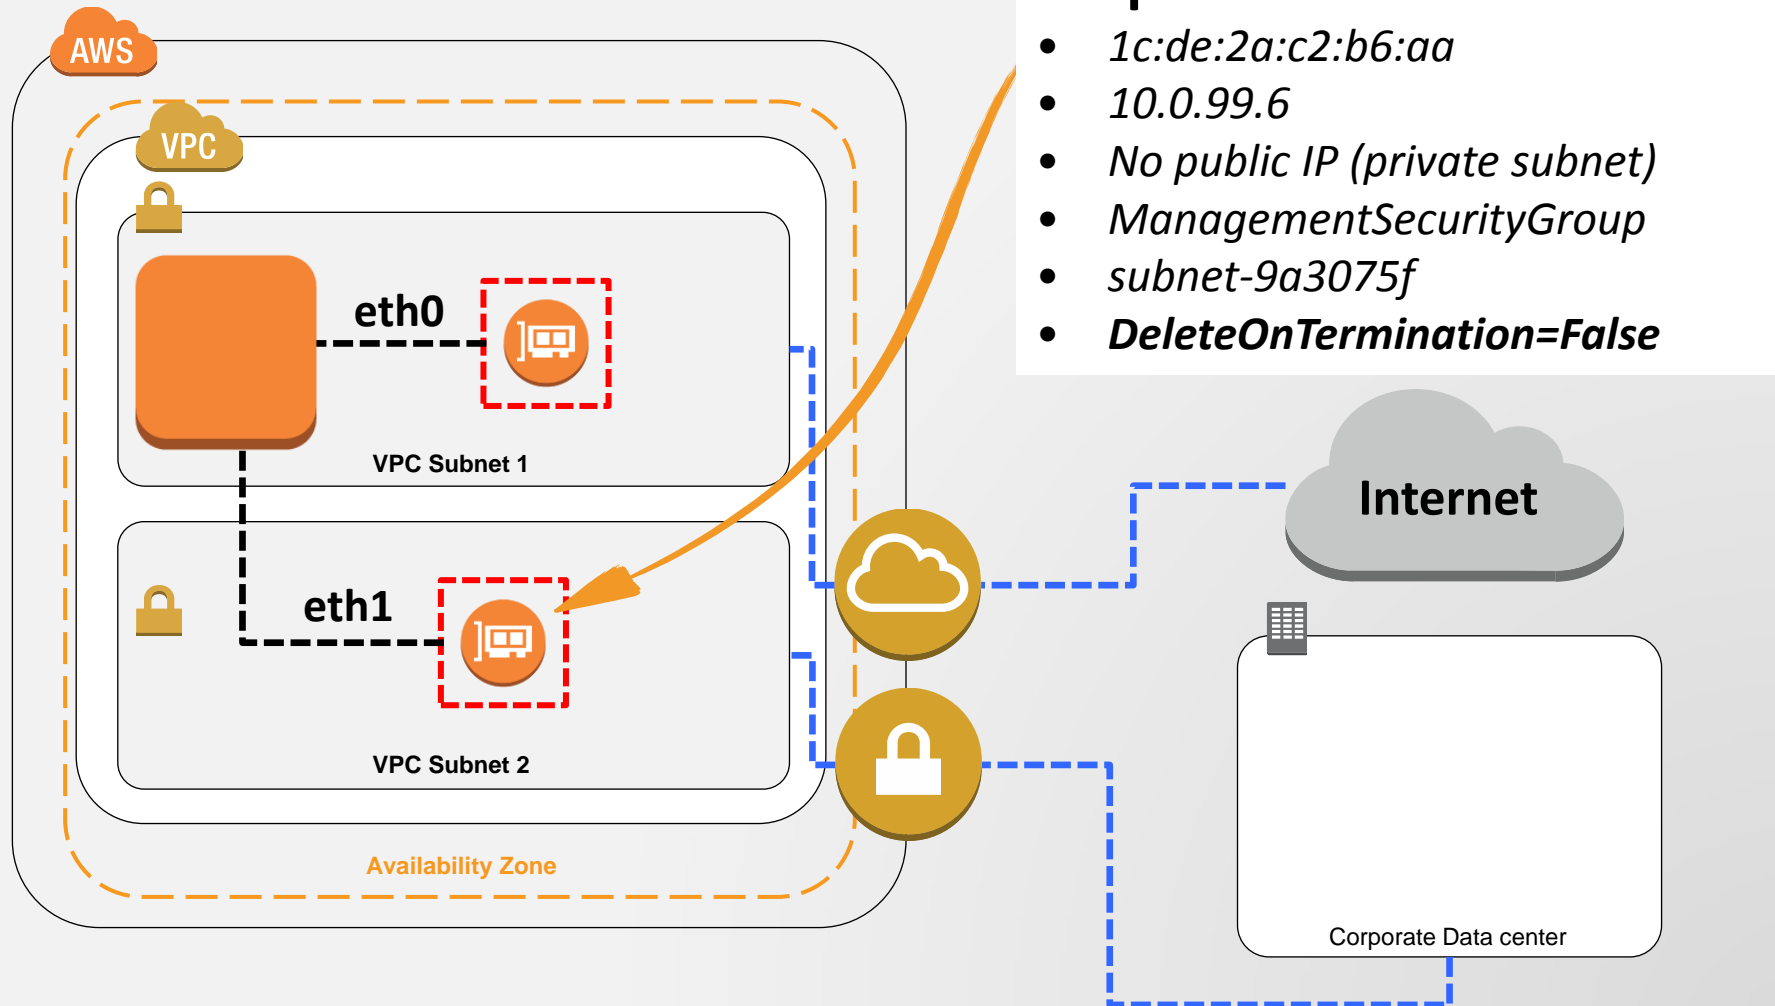 AWS
VPC
• 1c:de:2a:c2:b6:aa
• 10.0.99.6
• No public IP (private subnet)
• ManagementSecurityGroup
• subnet-9a3075f
• DeleteOnTermination=False
eth0
VPC Subnet 1
Internet
eth1
VPC Subnet 2
Availability Zone
Corporate Data center